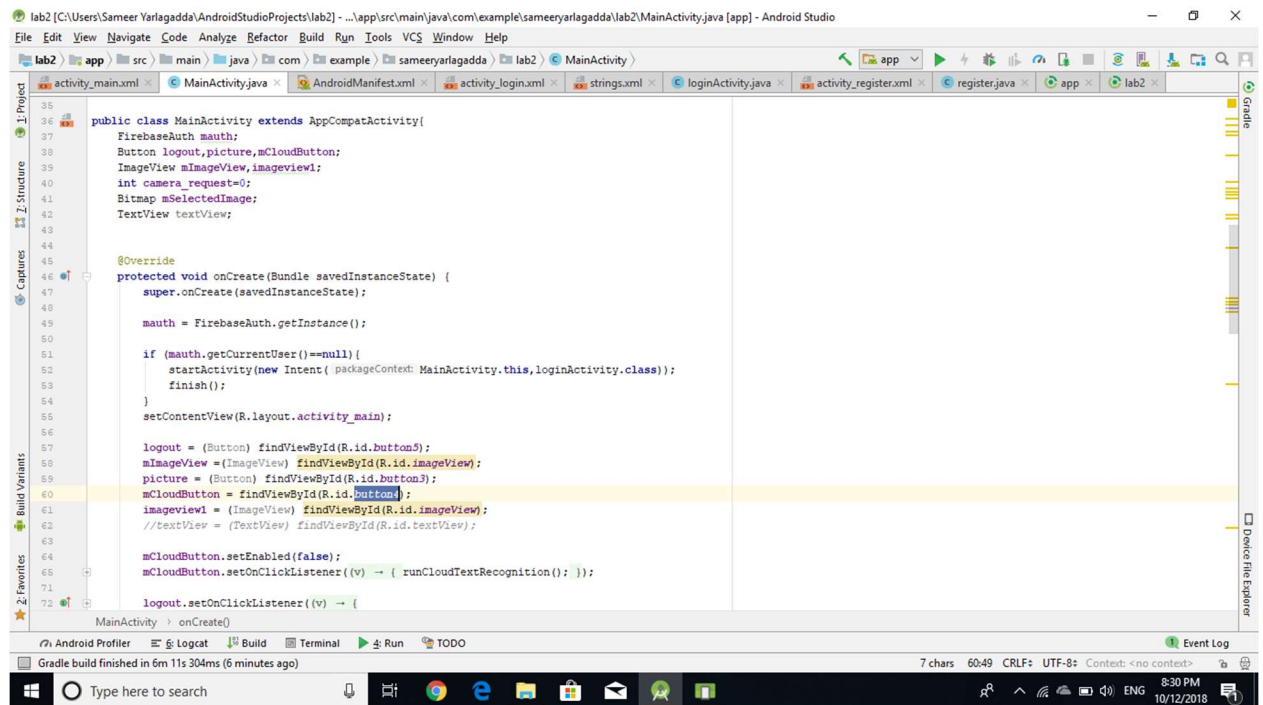 lab2 [C:\Users\Sameer Yarlagadda\AndroidStudioProjects\lab2] - ...\app\src\main\java\com\example\sameeryarlagadda\lab2\MainActivity.java [app] - Android Studio
File Edit View Navigate Code Analyze Refactor Build Run Tools VCS Window Help
lab2 app src main java com example sameeryarlagadda lab2 MainActivity app
activity_main.xml MainActivity.java AndroidManifest.xml activity_login.xml strings.xml loginActivity.java activity_register.xml register.java app lab2
1: Project
Z: Structure
Captures
Build Variants
2: Favorites
35
36 public class MainActivity extends AppCompatActivity{
37 FirebaseAuth mauth;
38 Button logout,picture,mCloudButton;
39 ImageView mImageView,imageview1;
40 int camera_request=0;
41 Bitmap mSelectedImage;
42 TextView textView;
43
44
45 @Override
46 protected void onCreate(Bundle savedInstanceState) {
47 super.onCreate(savedInstanceState);
48
49 mauth = FirebaseAuth.getInstance();
50
51 if (mauth.getCurrentUser()==null){
52 startActivity(new Intent( packageContext: MainActivity.this,loginActivity.class));
53 finish();
54 }
55 setContentView(R.layout.activity_main);
56
57 logout = (Button) findViewById(R.id.button5);
58 mImageView =(ImageView) findViewById(R.id.imageView);
59 picture = (Button) findViewById(R.id.button3);
60 mCloudButton = findViewById(R.id.button4);
61 imageview1 = (ImageView) findViewById(R.id.imageView);
62 //textView = (TextView) findViewById(R.id.textView);
63
64 mCloudButton.setEnabled(false);
65 mCloudButton.setOnClickListener((v) → { runCloudTextRecognition(); });
71
72 logout.setOnClickListener((v) → {
Gradle
Device File Explorer
MainActivity › onCreate()
Android Profiler 6: Logcat Build Terminal 4: Run TODO 1 Event Log
Gradle build finished in 6m 11s 304ms (6 minutes ago) 7 chars 60:49 CRLF UTF-8 Context: <no context>
Type here to search ENG 8:30 PM
10/12/2018 1